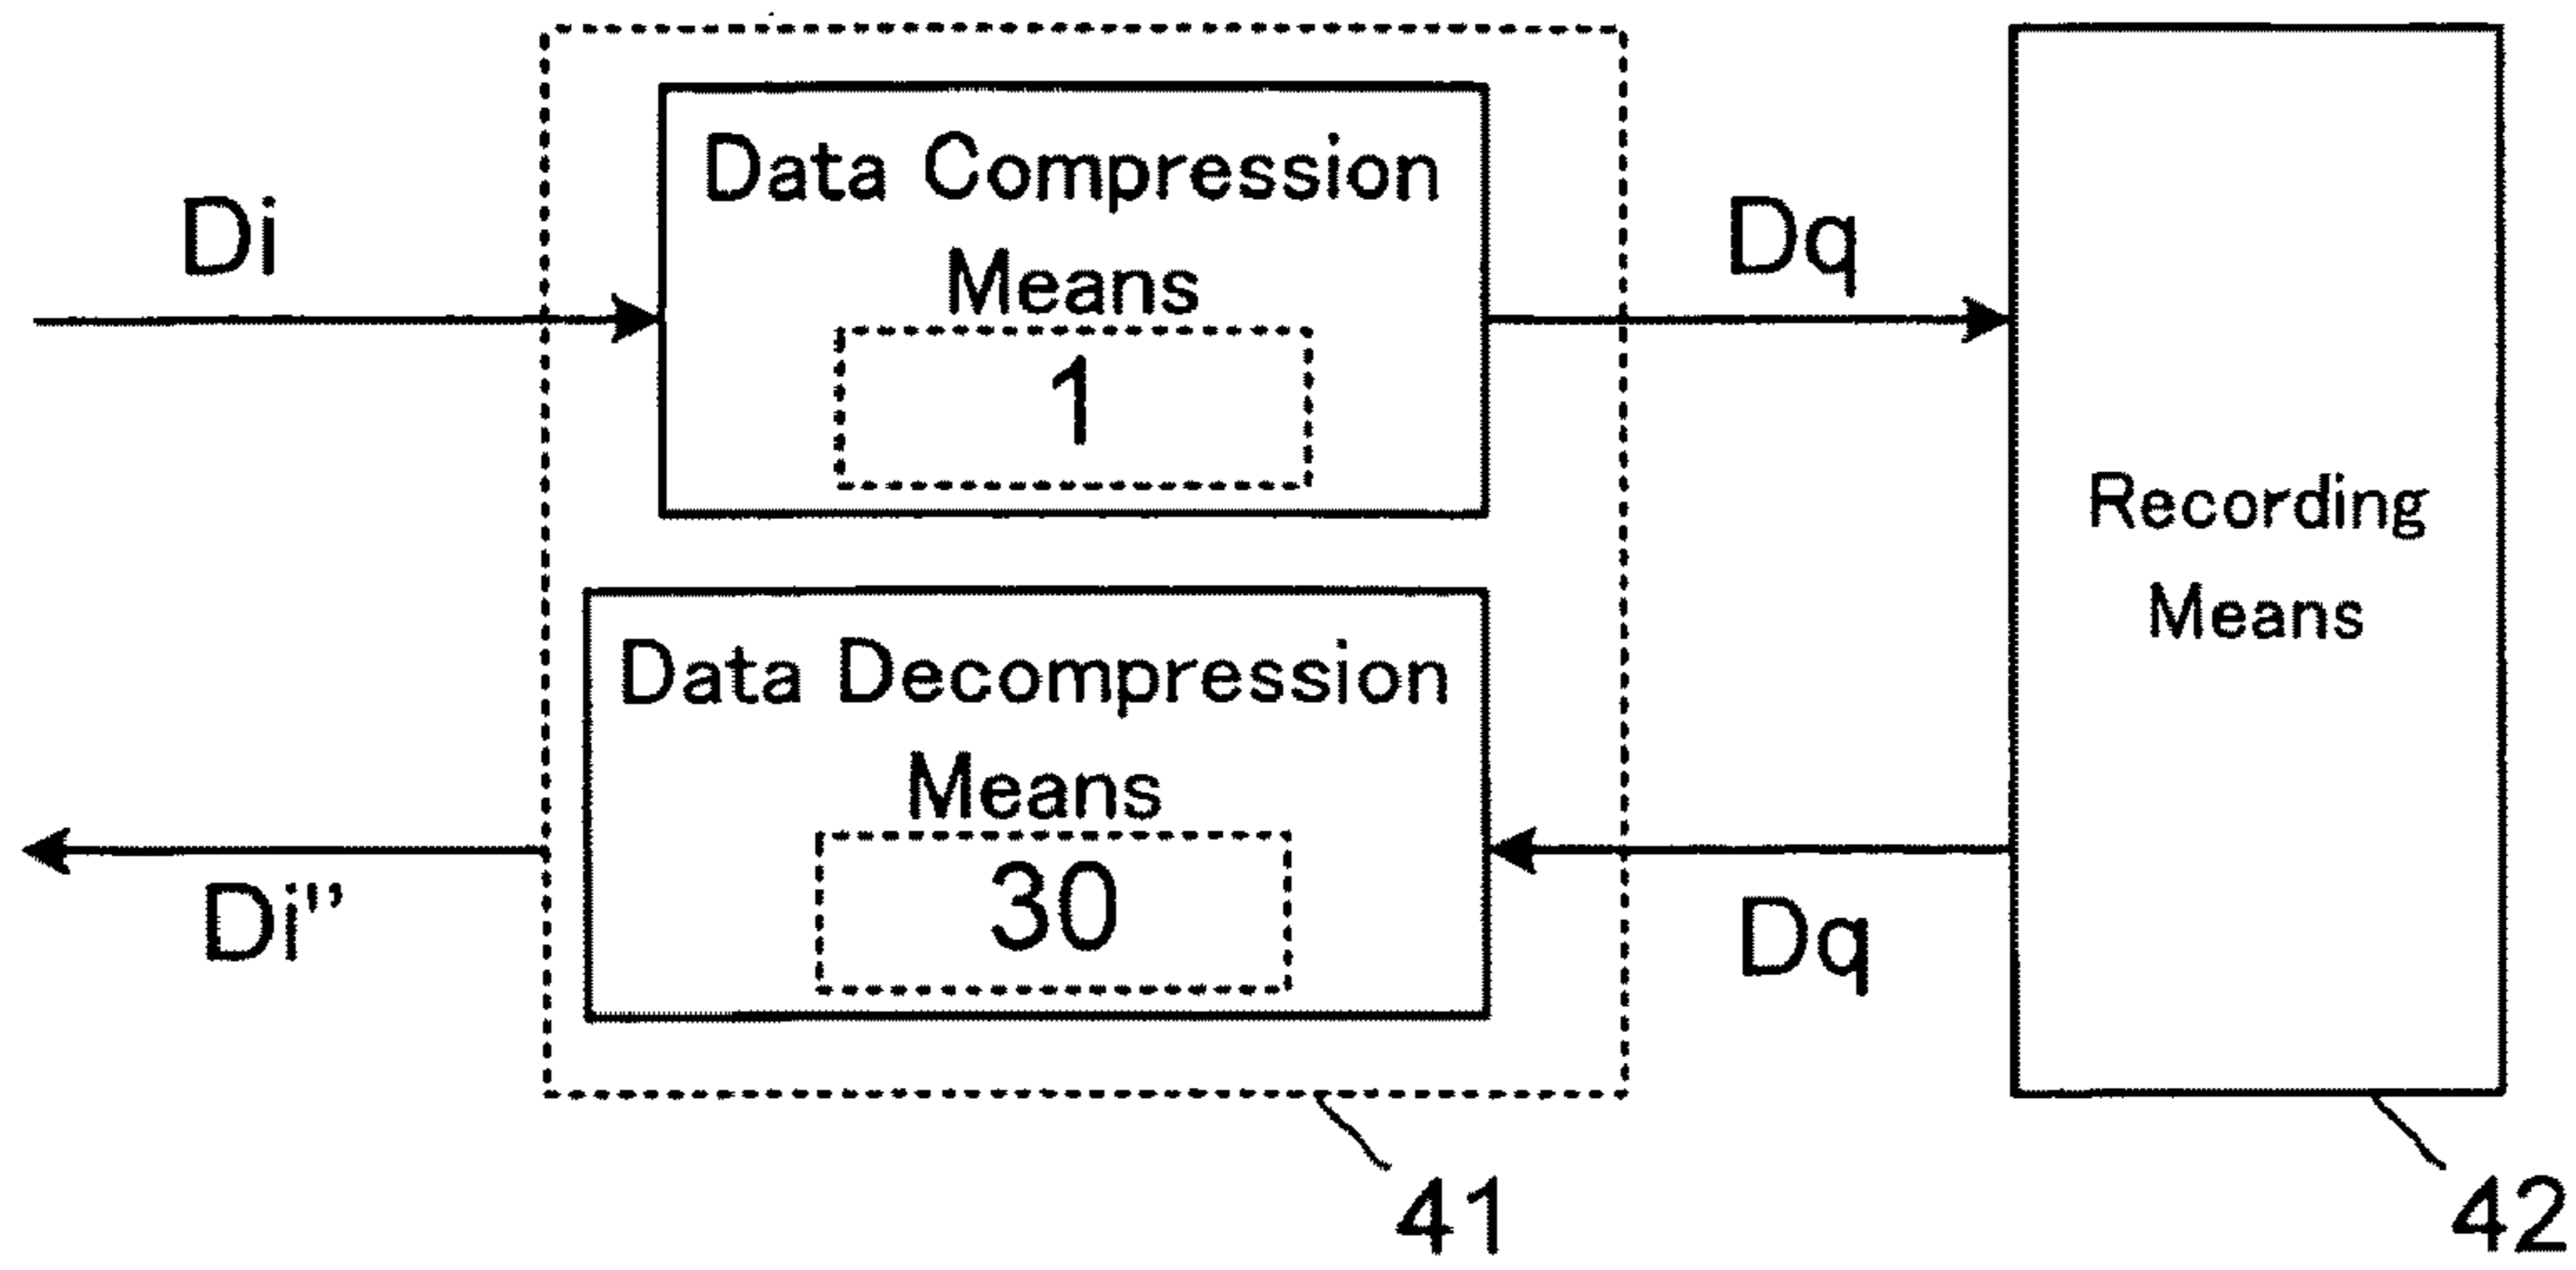 Di
Data Compression
Means
1
Dq
Recording
Means
Data Decompression
Means
30
Di"
Dq
41
42